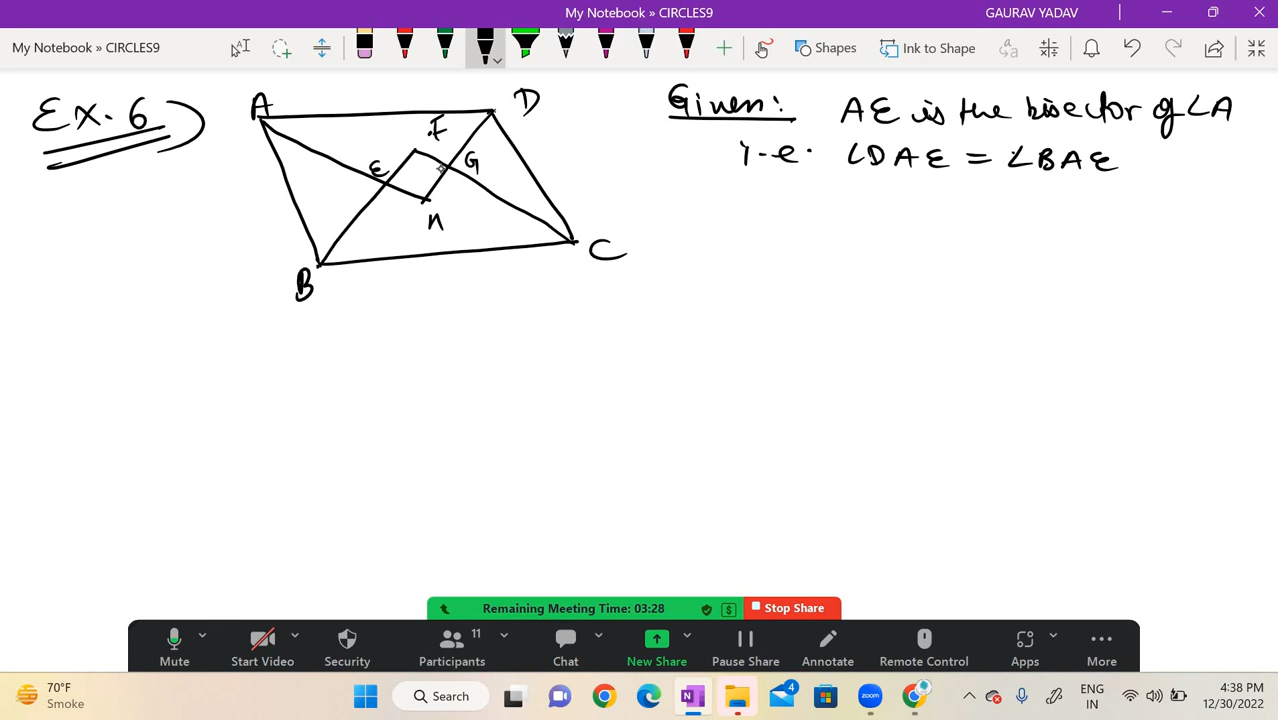 My Notebook » CIRCLES9
GAURAV YADAV
My Notebook » CIRCLES9
Shapes
Ink to Shape
Ex. 6)
A
D
F
E
G
H
B
C
Given: AE is the bisector of ∠A
i.e. ∠DAE = ∠BAE
Remaining Meeting Time: 03:28
$
Stop Share
11
Mute
Start Video
Security
Participants
Chat
New Share
Pause Share
Annotate
Remote Control
Apps
More
70°F
Smoke
Search
4
zoom
ENG
IN
4:38 PM
12/30/2022